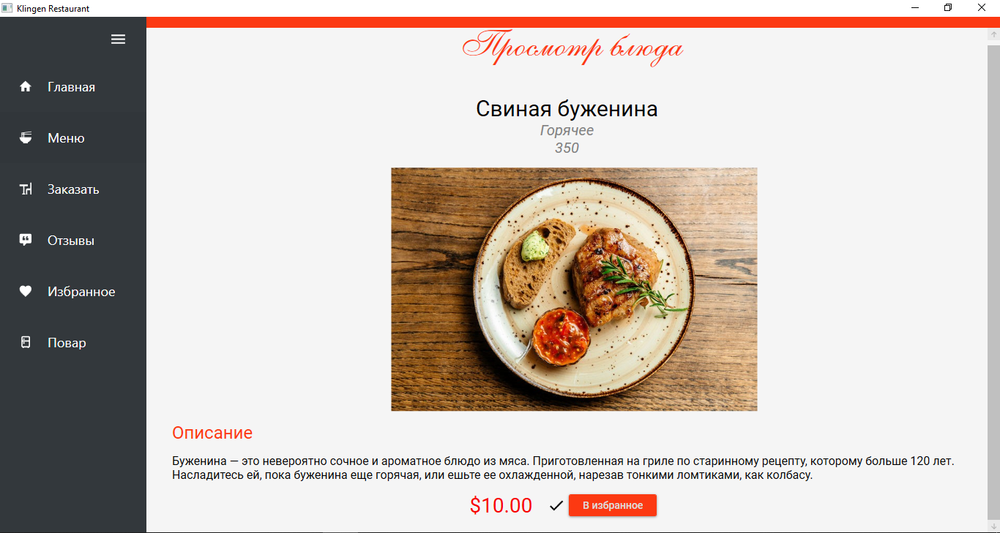 Klingen Restaurant
Просмотр блюда
Главная
Меню
Заказать
Отзывы
Избранное
Повар
Свиная буженина
Горячее
350
Описание
Буженина — это невероятно сочное и ароматное блюдо из мяса. Приготовленная на гриле по старинному рецепту, которому больше 120 лет.
Насладитесь ей, пока буженина еще горячая, или ешьте ее охлажденной, нарезав тонкими ломтиками, как колбасу.
$10.00
В избранное